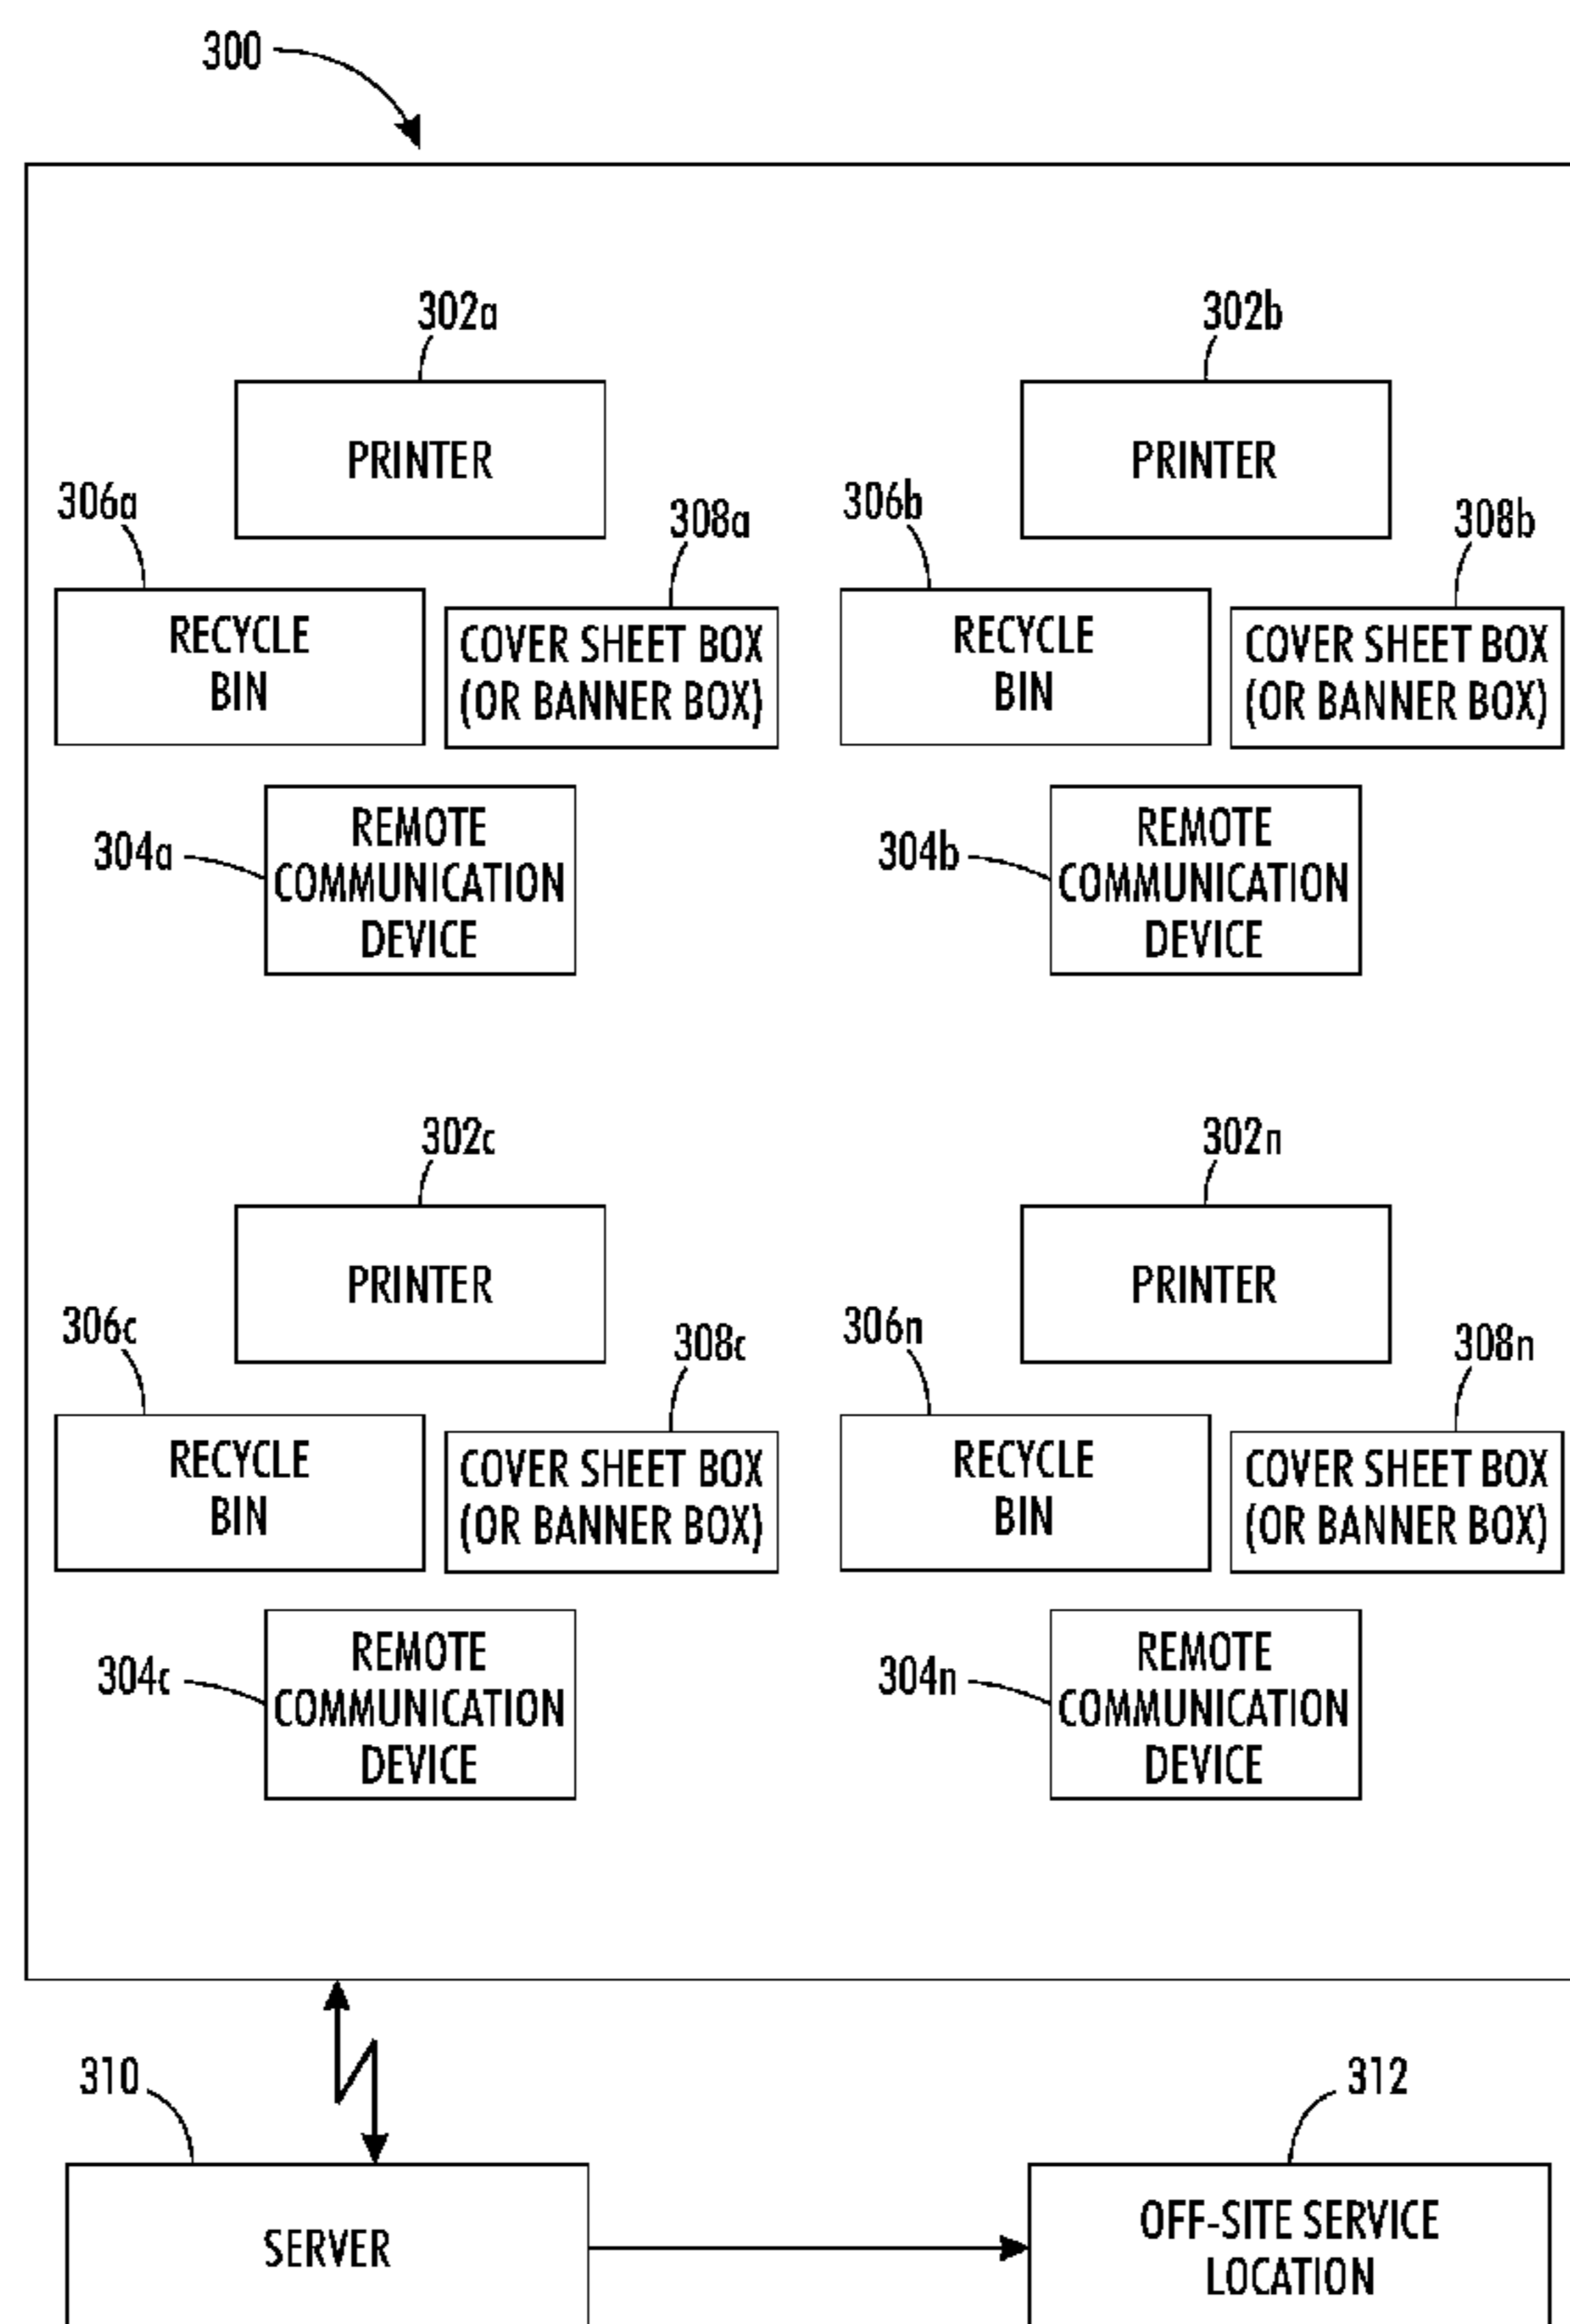 300
302a
302b
PRINTER
PRINTER
306a
308a
306b
308b
RECYCLE
BIN
COVER SHEET BOX
(OR BANNER BOX)
RECYCLE
BIN
COVER SHEET BOX
(OR BANNER BOX)
304a
REMOTE
COMMUNICATION
DEVICE
304b
REMOTE
COMMUNICATION
DEVICE
302c
302n
PRINTER
PRINTER
306c
308c
306n
308n
RECYCLE
BIN
COVER SHEET BOX
(OR BANNER BOX)
RECYCLE
BIN
COVER SHEET BOX
(OR BANNER BOX)
304c
REMOTE
COMMUNICATION
DEVICE
304n
REMOTE
COMMUNICATION
DEVICE
310
312
SERVER
OFF-SITE SERVICE
LOCATION